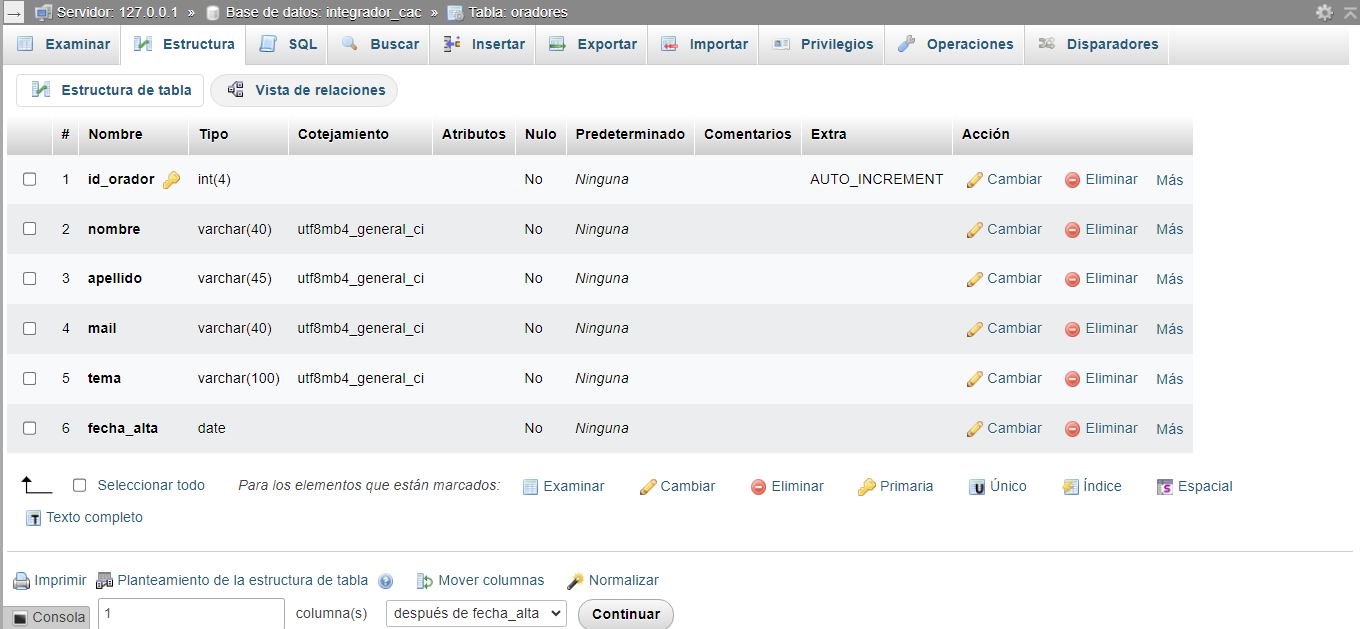 Servidor: 127.0.0.1 » Base de datos: integrador_cac » Tabla: oradores
Examinar Estructura SQL Buscar Insertar Exportar Importar Privilegios Operaciones Disparadores
Estructura de tabla Vista de relaciones
# Nombre Tipo Cotejamiento Atributos Nulo Predeterminado Comentarios Extra Acción
1 id_orador int(4) No Ninguna AUTO_INCREMENT Cambiar Eliminar Más
2 nombre varchar(40) utf8mb4_general_ci No Ninguna Cambiar Eliminar Más
3 apellido varchar(45) utf8mb4_general_ci No Ninguna Cambiar Eliminar Más
4 mail varchar(40) utf8mb4_general_ci No Ninguna Cambiar Eliminar Más
5 tema varchar(100) utf8mb4_general_ci No Ninguna Cambiar Eliminar Más
6 fecha_alta date No Ninguna Cambiar Eliminar Más
Seleccionar todo Para los elementos que están marcados: Examinar Cambiar Eliminar Primaria Único Índice Espacial
Texto completo
Imprimir Planteamiento de la estructura de tabla Mover columnas Normalizar
Consola 1 columna(s) después de fecha_alta Continuar